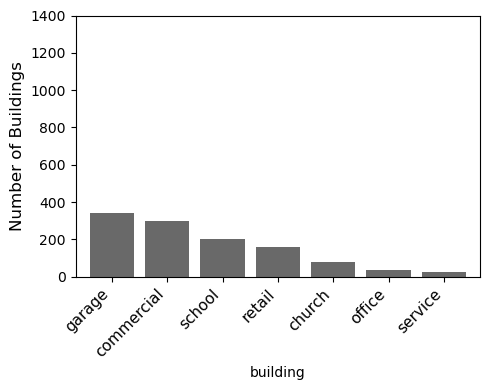 1400
1200
1000
800
600
400
200
0
Number of Buildings
garage
commercial
school
retail
church
office
service
building